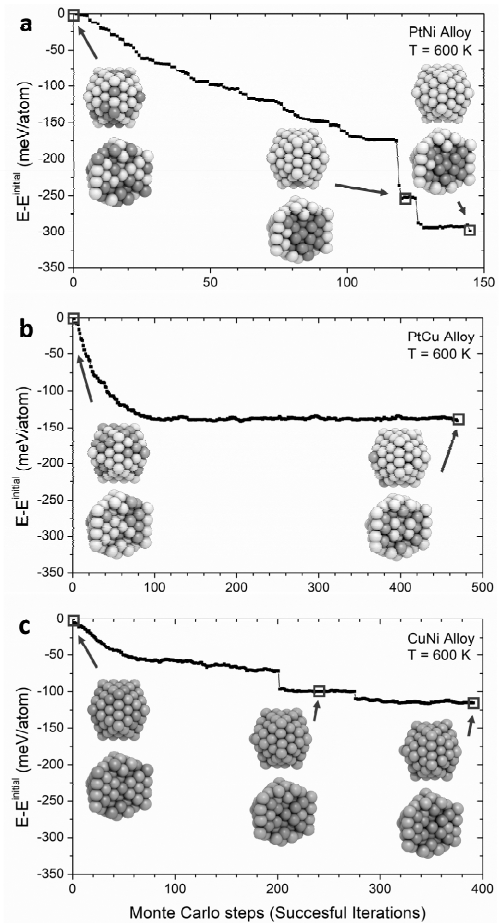 a
PtNi Alloy
T = 600 K
E-E^initial (meV/atom)
0
-50
-100
-150
-200
-250
-300
-350
0 50 100 150
b
PtCu Alloy
T = 600 K
E-E^initial (meV/atom)
0
-50
-100
-150
-200
-250
-300
-350
0 100 200 300 400 500
c
CuNi Alloy
T = 600 K
E-E^initial (meV/atom)
0
-50
-100
-150
-200
-250
-300
-350
0 100 200 300 400
Monte Carlo steps (Succesful Iterations)